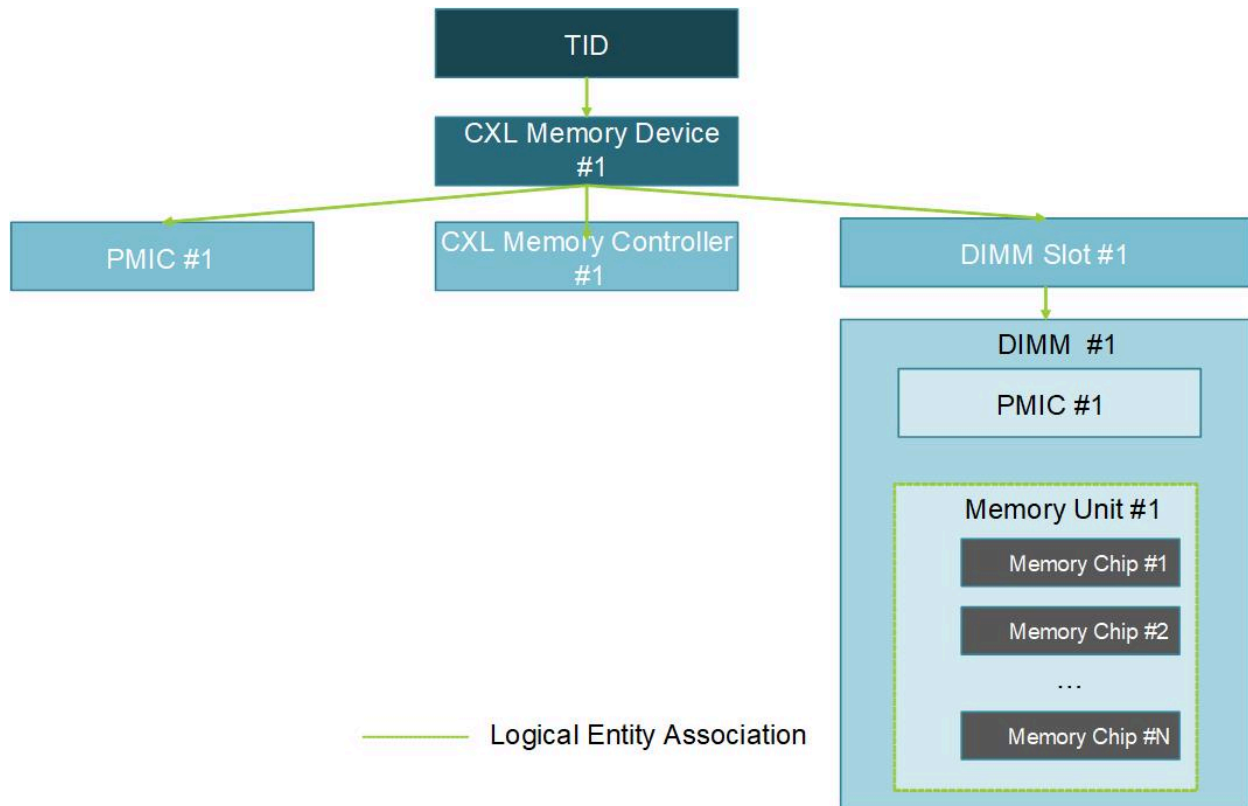 TID
CXL Memory Device
#1
PMIC #1
CXL Memory Controller
#1
DIMM Slot #1
DIMM #1
PMIC #1
Memory Unit #1
Memory Chip #1
Memory Chip #2
...
Memory Chip #N
Logical Entity Association